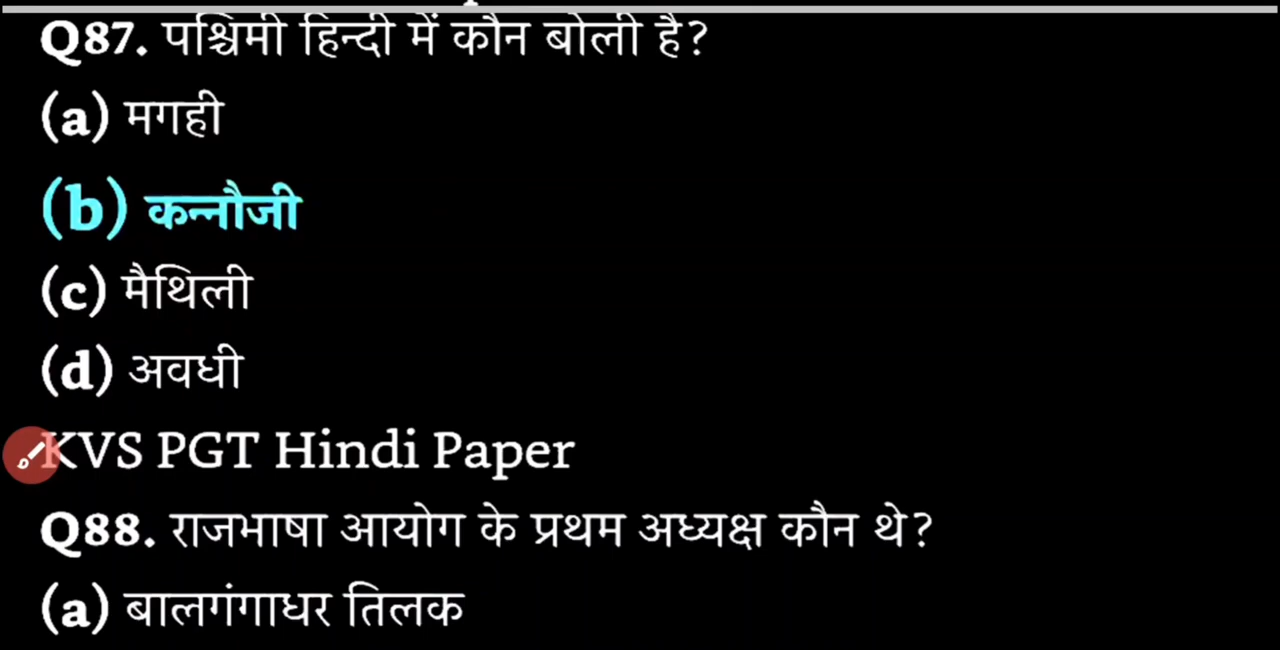 Q87. पश्चिमी हिन्दी में कौन बोली है?
(a) मगही
(b) कन्नौजी
(c) मैथिली
(d) अवधी
KVS PGT Hindi Paper
Q88. राजभाषा आयोग के प्रथम अध्यक्ष कौन थे?
(a) बालगंगाधर तिलक